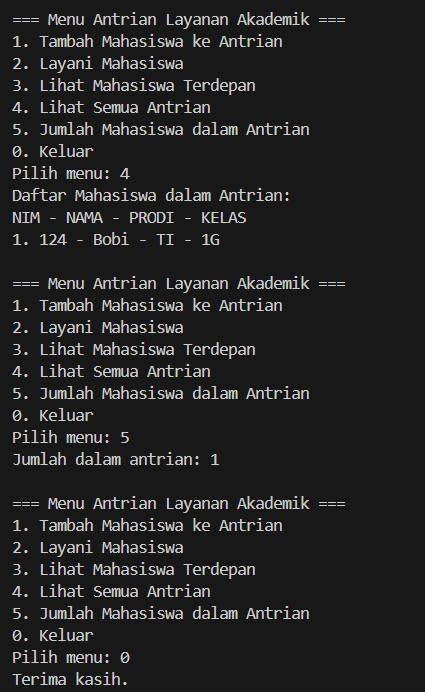 === Menu Antrian Layanan Akademik ===
1. Tambah Mahasiswa ke Antrian
2. Layani Mahasiswa
3. Lihat Mahasiswa Terdepan
4. Lihat Semua Antrian
5. Jumlah Mahasiswa dalam Antrian
0. Keluar
Pilih menu: 4
Daftar Mahasiswa dalam Antrian:
NIM - NAMA - PRODI - KELAS
1. 124 - Bobi - TI - 1G

=== Menu Antrian Layanan Akademik ===
1. Tambah Mahasiswa ke Antrian
2. Layani Mahasiswa
3. Lihat Mahasiswa Terdepan
4. Lihat Semua Antrian
5. Jumlah Mahasiswa dalam Antrian
0. Keluar
Pilih menu: 5
Jumlah dalam antrian: 1

=== Menu Antrian Layanan Akademik ===
1. Tambah Mahasiswa ke Antrian
2. Layani Mahasiswa
3. Lihat Mahasiswa Terdepan
4. Lihat Semua Antrian
5. Jumlah Mahasiswa dalam Antrian
0. Keluar
Pilih menu: 0
Terima kasih.